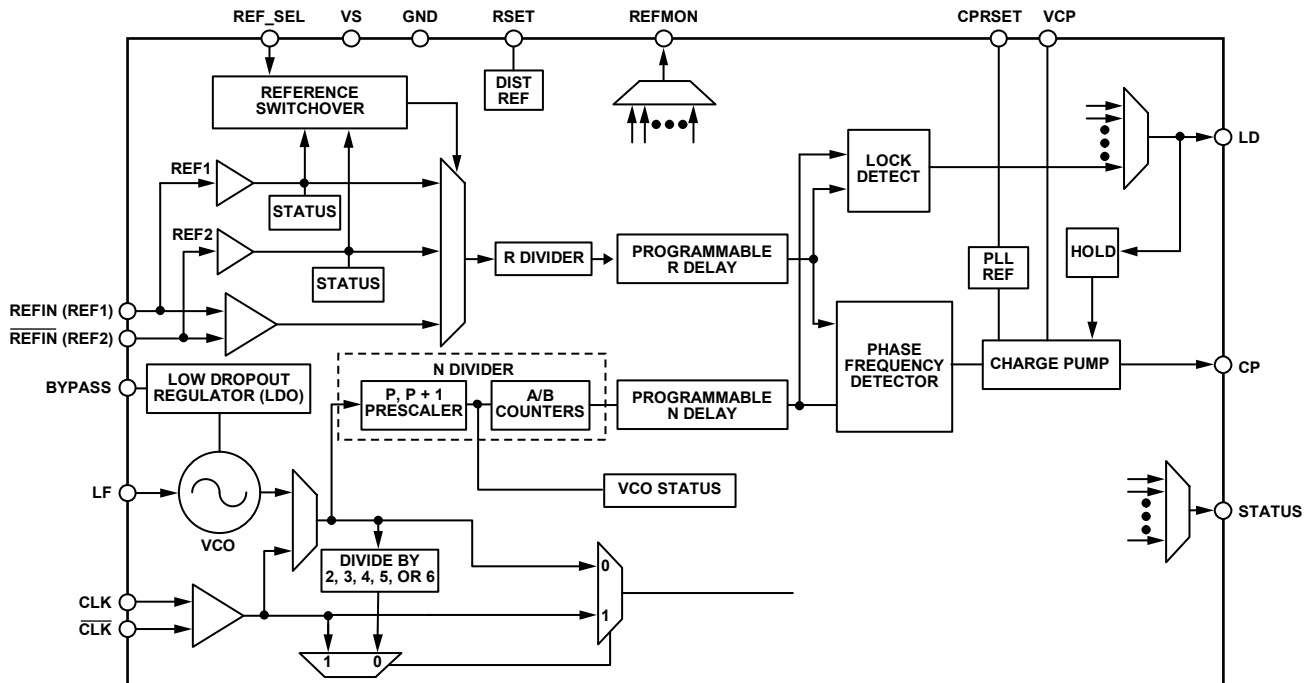 REF_SEL
VS
GND
RSET
REFMON
CPRSET
VCP
REFERENCE
SWITCHOVER
DIST
REF
REF1
STATUS
REF2
STATUS
LOCK
DETECT
LD
R DIVIDER
PROGRAMMABLE
R DELAY
PLL
REF
HOLD
REFIN (REF1)
REFIN (REF2)
BYPASS
LOW DROPOUT
REGULATOR (LDO)
N DIVIDER
P, P + 1
PRESCALER
A/B
COUNTERS
PROGRAMMABLE
N DELAY
PHASE
FREQUENCY
DETECTOR
CHARGE PUMP
CP
LF
VCO
VCO STATUS
STATUS
DIVIDE BY
2, 3, 4, 5, OR 6
0
1
CLK
CLK
1 0